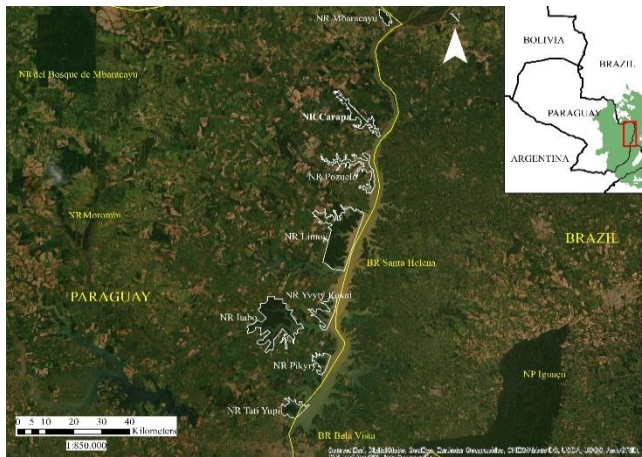 NR Mbaracayu
N
BOLIVIA
BRAZIL
PARAGUAY
ARGENTINA
NR del Bosque de Mbaracayu
NR Carapa
NR Pozuelo
NR Morombi
NR Limoy
BRAZIL
BR Santa Helena
PARAGUAY
NR Yvyty Rokai
NR Itabo
NR Pikyry
NP Iguaçu
NR Tati Yupi
0 5 10 20 30 40
Kilometers
1:850.000
BR Bela Vista